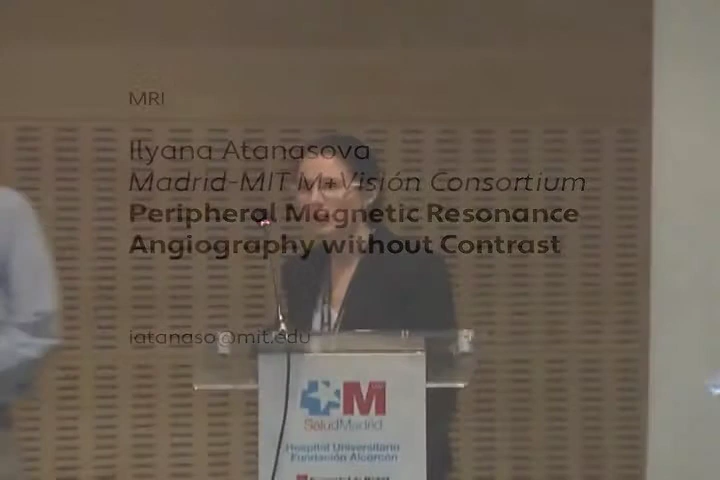 MRI
Ilyana Atanasova
Madrid-MIT M+Visión Consortium
Peripheral Magnetic Resonance
Angiography without Contrast
iatanaso@mit.edu
M
SaludMadrid
Hospital Universitario
Fundación Alcorcón